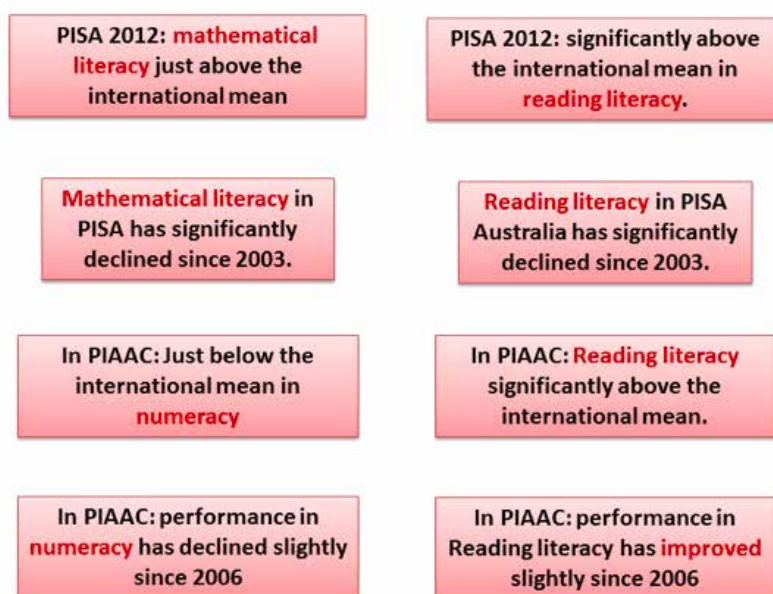 PISA 2012: mathematical
literacy just above the
international mean
PISA 2012: significantly above
the international mean in
reading literacy.
Mathematical literacy in
PISA has significantly
declined since 2003.
Reading literacy in PISA
Australia has significantly
declined since 2003.
In PIAAC: Just below the
international mean in
numeracy
In PIAAC: Reading literacy
significantly above the
international mean.
In PIAAC: performance in
numeracy has declined slightly
since 2006
In PIAAC: performance in
Reading literacy has improved
slightly since 2006